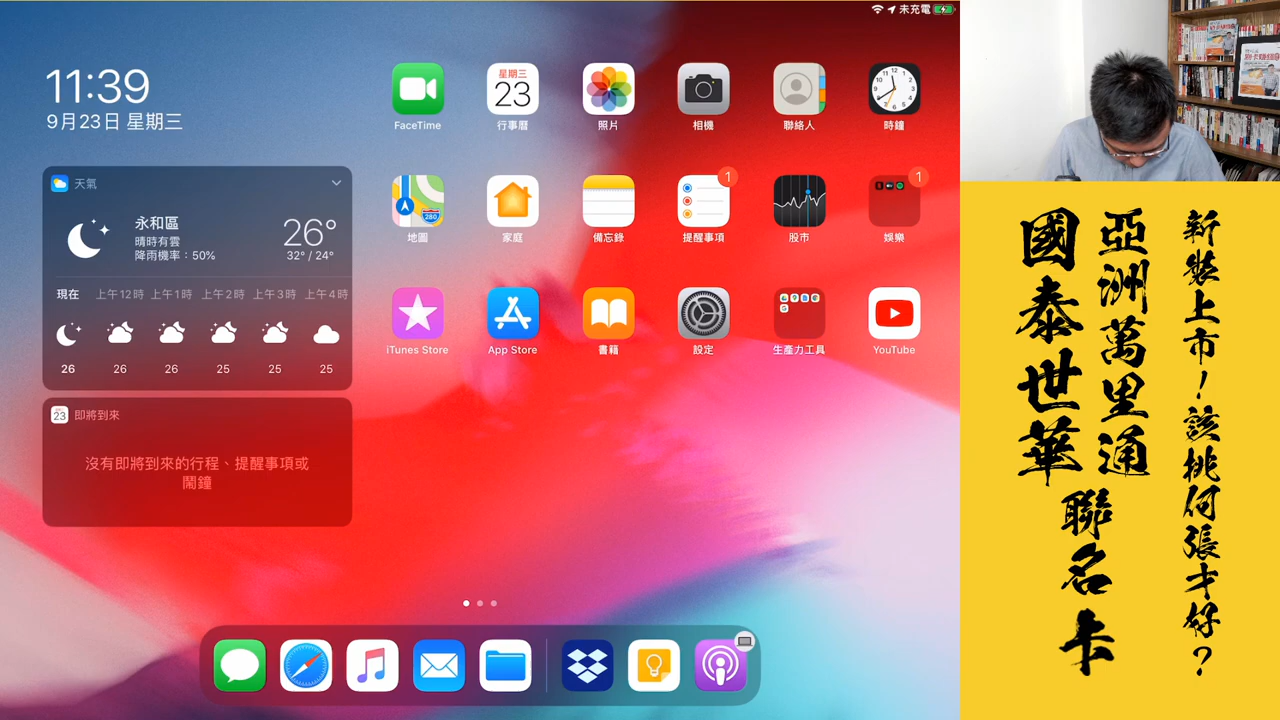 未充電
11:39
9月23日 星期三
天氣
永和區
晴時有雲
降雨機率：50%
26°
32° / 24°
現在 上午12時 上午1時 上午2時 上午3時 上午4時
26 26 26 25 25 25
23 即將到來
沒有即將到來的行程、提醒事項或
鬧鐘
星期三
23
FaceTime 行事曆 照片 相機 聯絡人 時鐘
280
1 1
地圖 家庭 備忘錄 提醒事項 股市 娛樂
iTunes Store App Store 書籍 設定 生產力工具 YouTube
新裝上市！該挑何張才好？
亞洲萬里通
國泰世華
聯名卡